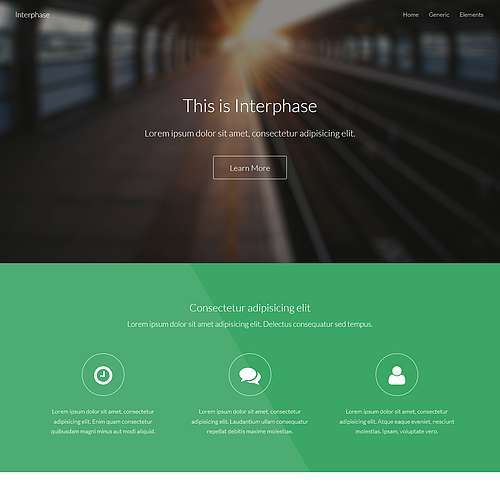 Interphase
Home Generic Elements
This is Interphase
Lorem ipsum dolor sit amet, consectetur adipisicing elit.
Learn More
Consectetur adipisicing elit
Lorem ipsum dolor sit amet adipisicing elit. Delectus consequatur sed tempus.
Lorem ipsum dolor sit amet, consectetur
adipisicing elit. Enim quam consectetur
quibusdam magni minus aut modi aliquid.
Lorem ipsum dolor sit amet, consectetur
adipisicing elit. Laudantium ullam consequatur
repellat debitis maxime molestiae.
Lorem ipsum dolor sit amet, consectetur
adipisicing elit. Atque eaque eveniet, nesciunt
molestias. Ipsam, voluptate vero.